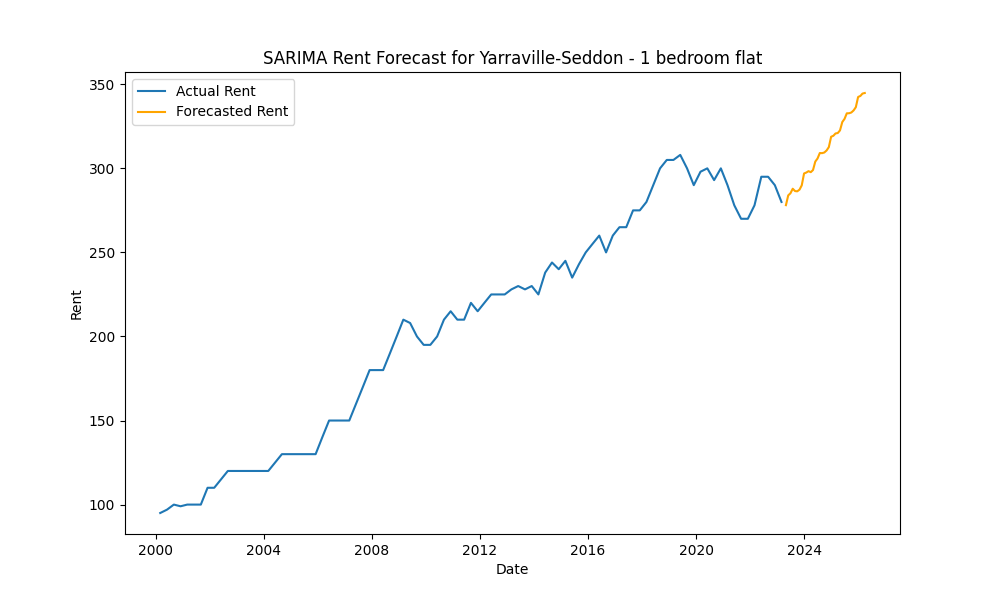 SARIMA Rent Forecast for Yarraville-Seddon - 1 bedroom flat
Actual Rent
Forecasted Rent
350
300
250
200
150
100
Rent
2000 2004 2008 2012 2016 2020 2024
Date